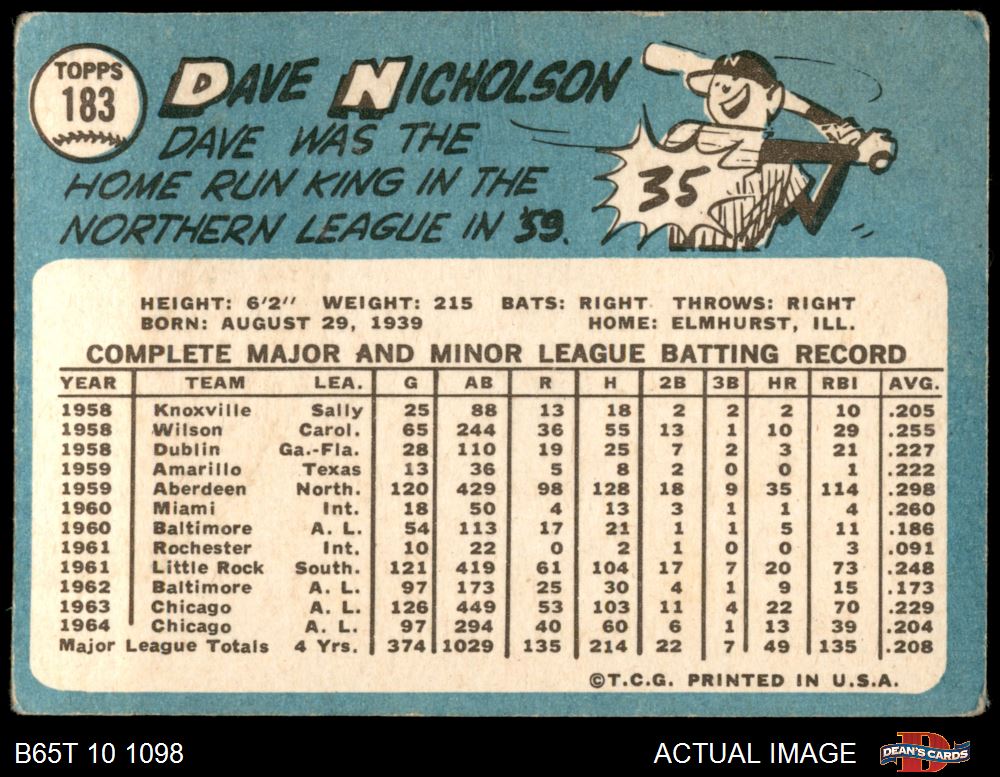 TOPPS
183
DAVE NICHOLSON
DAVE WAS THE
HOME RUN KING IN THE
NORTHERN LEAGUE IN '59.
35
N
HEIGHT: 6'2" WEIGHT: 215 BATS: RIGHT THROWS: RIGHT
BORN: AUGUST 29, 1939 HOME: ELMHURST, ILL.
COMPLETE MAJOR AND MINOR LEAGUE BATTING RECORD
YEAR TEAM LEA. G AB R H 2B 3B HR RBI AVG.
1958 Knoxville Sally 25 88 13 18 2 2 2 10 .205
1958 Wilson Carol. 65 244 36 55 13 1 10 29 .255
1958 Dublin Ga.-Fla. 28 110 19 25 7 2 3 21 .227
1959 Amarillo Texas 13 36 5 8 2 0 0 1 .222
1959 Aberdeen North. 120 429 98 128 18 9 35 114 .298
1960 Miami Int. 18 50 4 13 3 1 1 4 .260
1960 Baltimore A. L. 54 113 17 21 1 1 5 11 .186
1961 Rochester Int. 10 22 0 2 1 0 0 3 .091
1961 Little Rock South. 121 419 61 104 17 7 20 73 .248
1962 Baltimore A. L. 97 173 25 30 4 1 9 15 .173
1963 Chicago A. L. 126 449 53 103 11 4 22 70 .229
1964 Chicago A. L. 97 294 40 60 6 1 13 39 .204
Major League Totals 4 Yrs. 374 1029 135 214 22 7 49 135 .208
©T.C.G. PRINTED IN U.S.A.
B65T 10 1098 ACTUAL IMAGE
D
DEAN'S CARDS